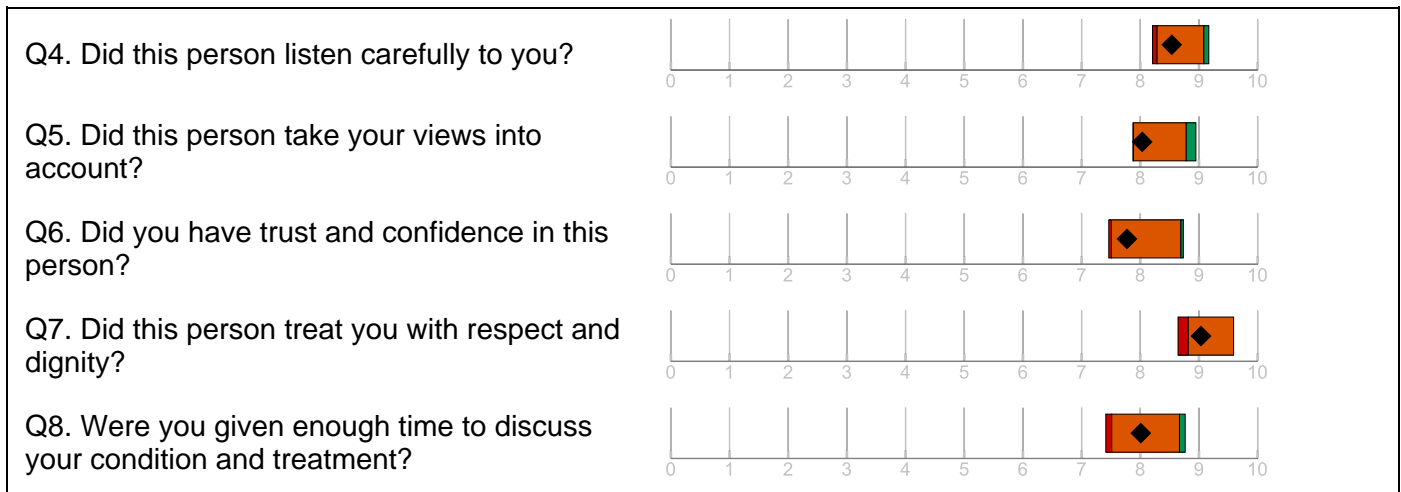 Q4. Did this person listen carefully to you?
0 1 2 3 4 5 6 7 8 9 10
Q5. Did this person take your views into
account?
0 1 2 3 4 5 6 7 8 9 10
Q6. Did you have trust and confidence in this
person?
0 1 2 3 4 5 6 7 8 9 10
Q7. Did this person treat you with respect and
dignity?
0 1 2 3 4 5 6 7 8 9 10
Q8. Were you given enough time to discuss
your condition and treatment?
0 1 2 3 4 5 6 7 8 9 10